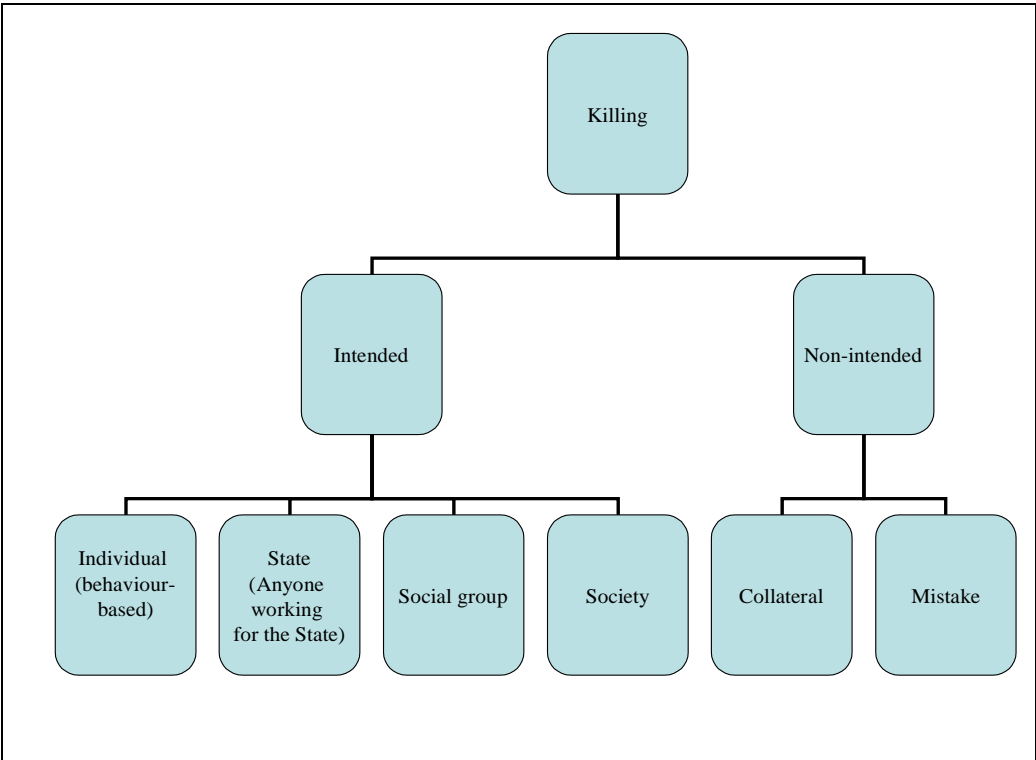 Killing
Intended
Non-intended
Individual
(behaviour-
based)
State
(Anyone
working
for the State)
Social group
Society
Collateral
Mistake